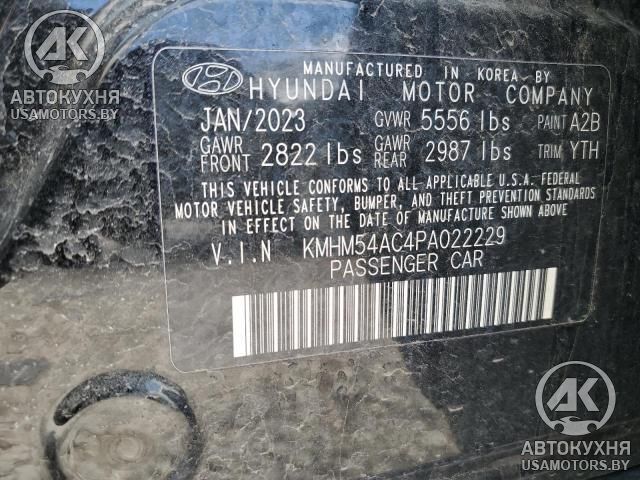 АВТОКУХНЯ
USAMOTORS.BY/
MANUFACTURED IN KOREA BY
HYUNDAI MOTOR COMPANY
JAN/2023 GVWR 5556 lbs PAINT A2B
GAWR FRONT 2822 lbs GAWR REAR 2987 lbs TRIM YTH
THIS VEHICLE CONFORMS TO ALL APPLICABLE U.S.A. FEDERAL
MOTOR VEHICLE SAFETY, BUMPER, AND THEFT PREVENTION STANDARDS
IN EFFECT ON THE DATE OF MANUFACTURE SHOWN ABOVE
V.I.N KMHM54AC4PA022229
PASSENGER CAR
АВТОКУХНЯ
USAMOTORS.BY/